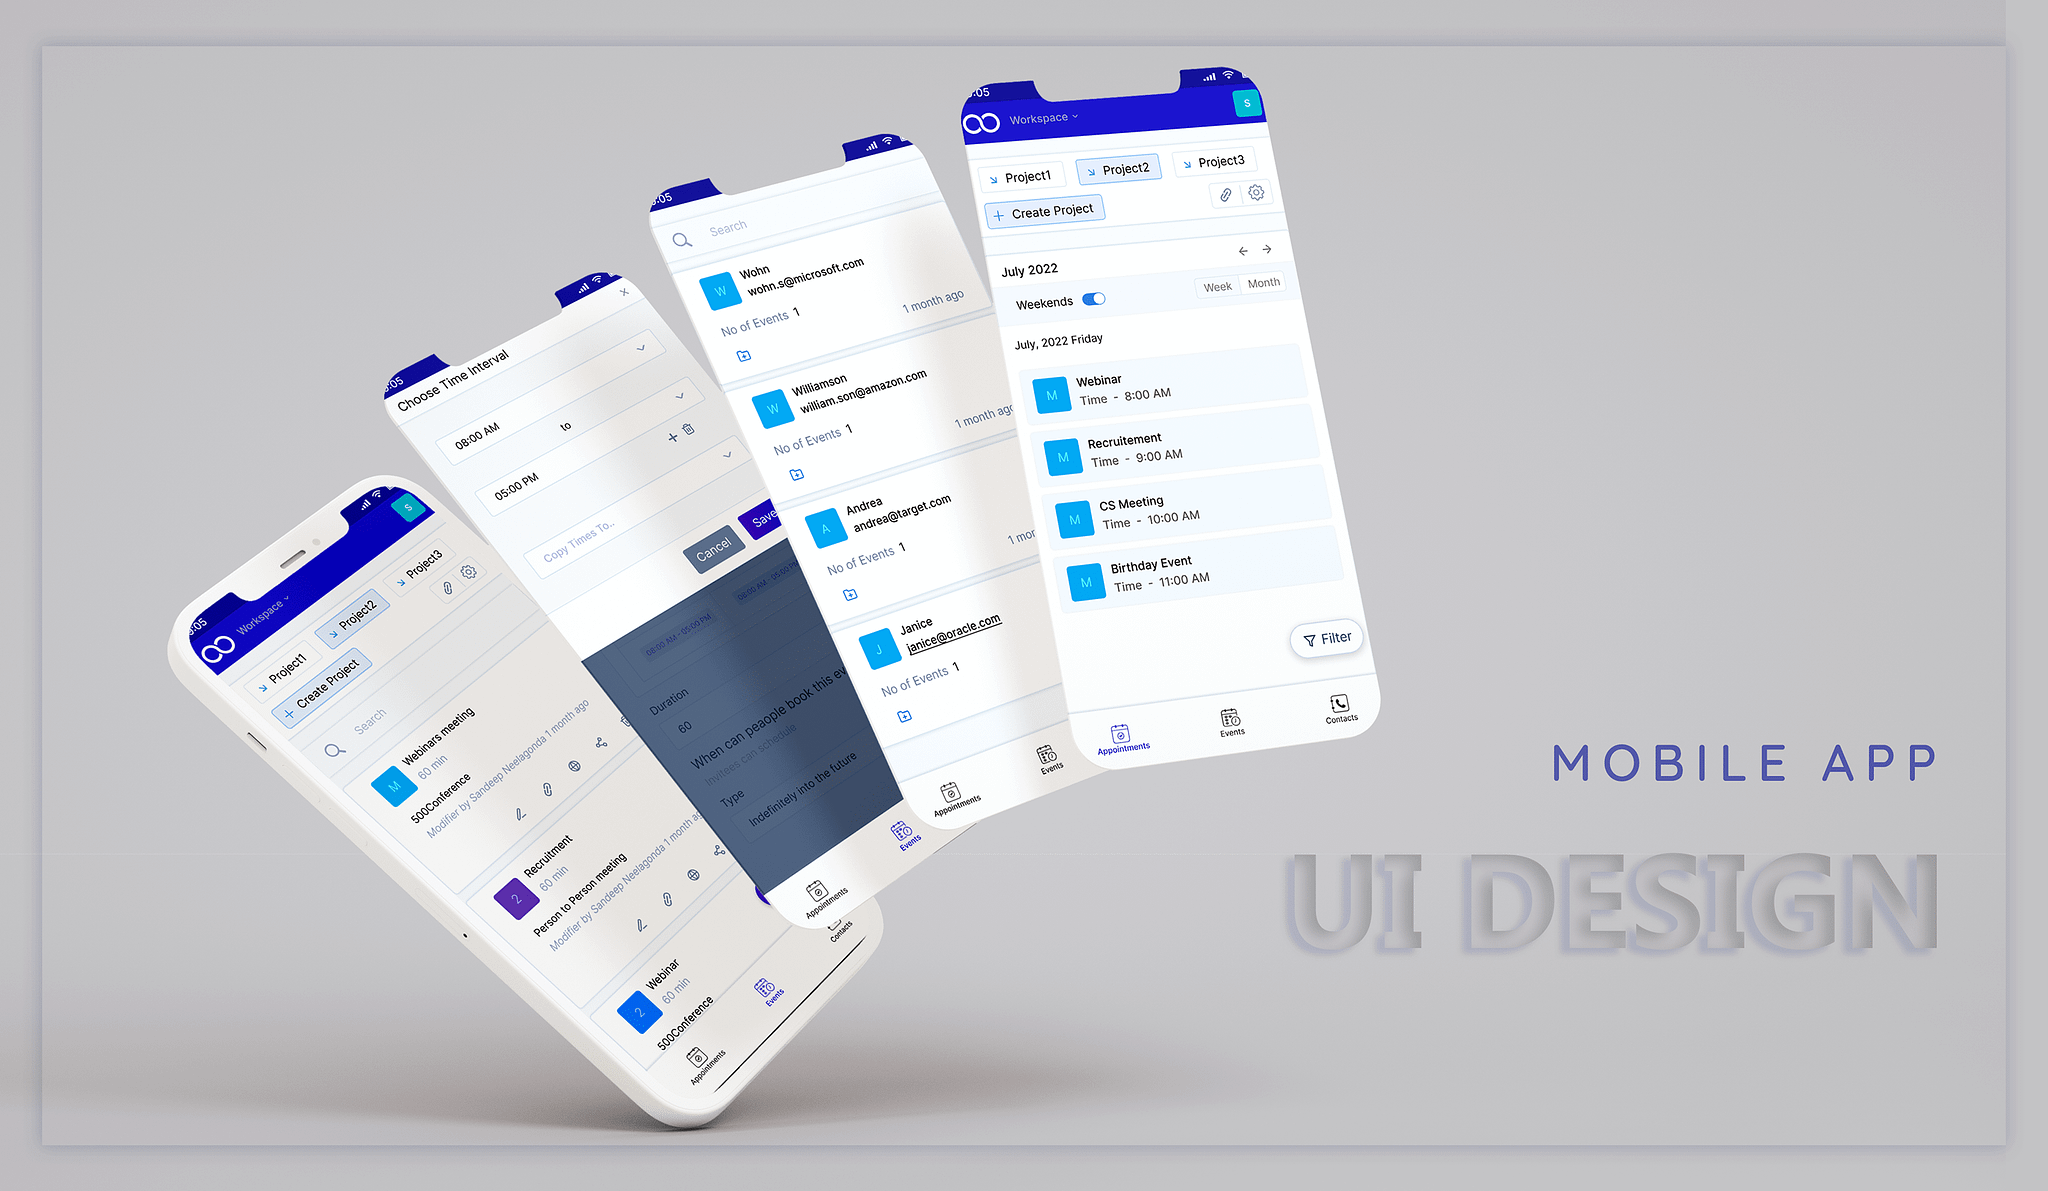 :05
Workspace
S
Project1
Project2
Project3
Create Project
Search
M
Webinars meeting
60 min
500Conference
Modifier by Sandeep Neelagonda 1 month ago
2
Recruitment
60 min
Person to Person meeting
Modifier by Sandeep Neelagonda 1 month ago
2
Webinar
60 min
500Conference
Appointments
Events
Contacts
:05
Choose Time Interval
08:00 AM
to
05:00 PM
Copy Times To..
Cancel
Save
08:00 AM - 05:00 PM
08:00 AM - 05:00 PM
Duration
60
When can peaople book this ev
Invitees can schedule
Type
Indefinitely into the future
Appointments
Events
:05
Search
W
Wohn
wohn.s@microsoft.com
No of Events 1
1 month ago
W
Williamson
william.son@amazon.com
No of Events 1
1 month ago
A
Andrea
andrea@target.com
No of Events 1
1 mon
J
Janice
janice@oracle.com
No of Events 1
Appointments
Events
:05
Workspace
S
Project1
Project2
Project3
Create Project
July 2022
Weekends
Week
Month
July, 2022 Friday
M
Webinar
Time - 8:00 AM
M
Recruitement
Time - 9:00 AM
M
CS Meeting
Time - 10:00 AM
M
Birthday Event
Time - 11:00 AM
Filter
Appointments
Events
Contacts
MOBILE APP
UI DESIGN